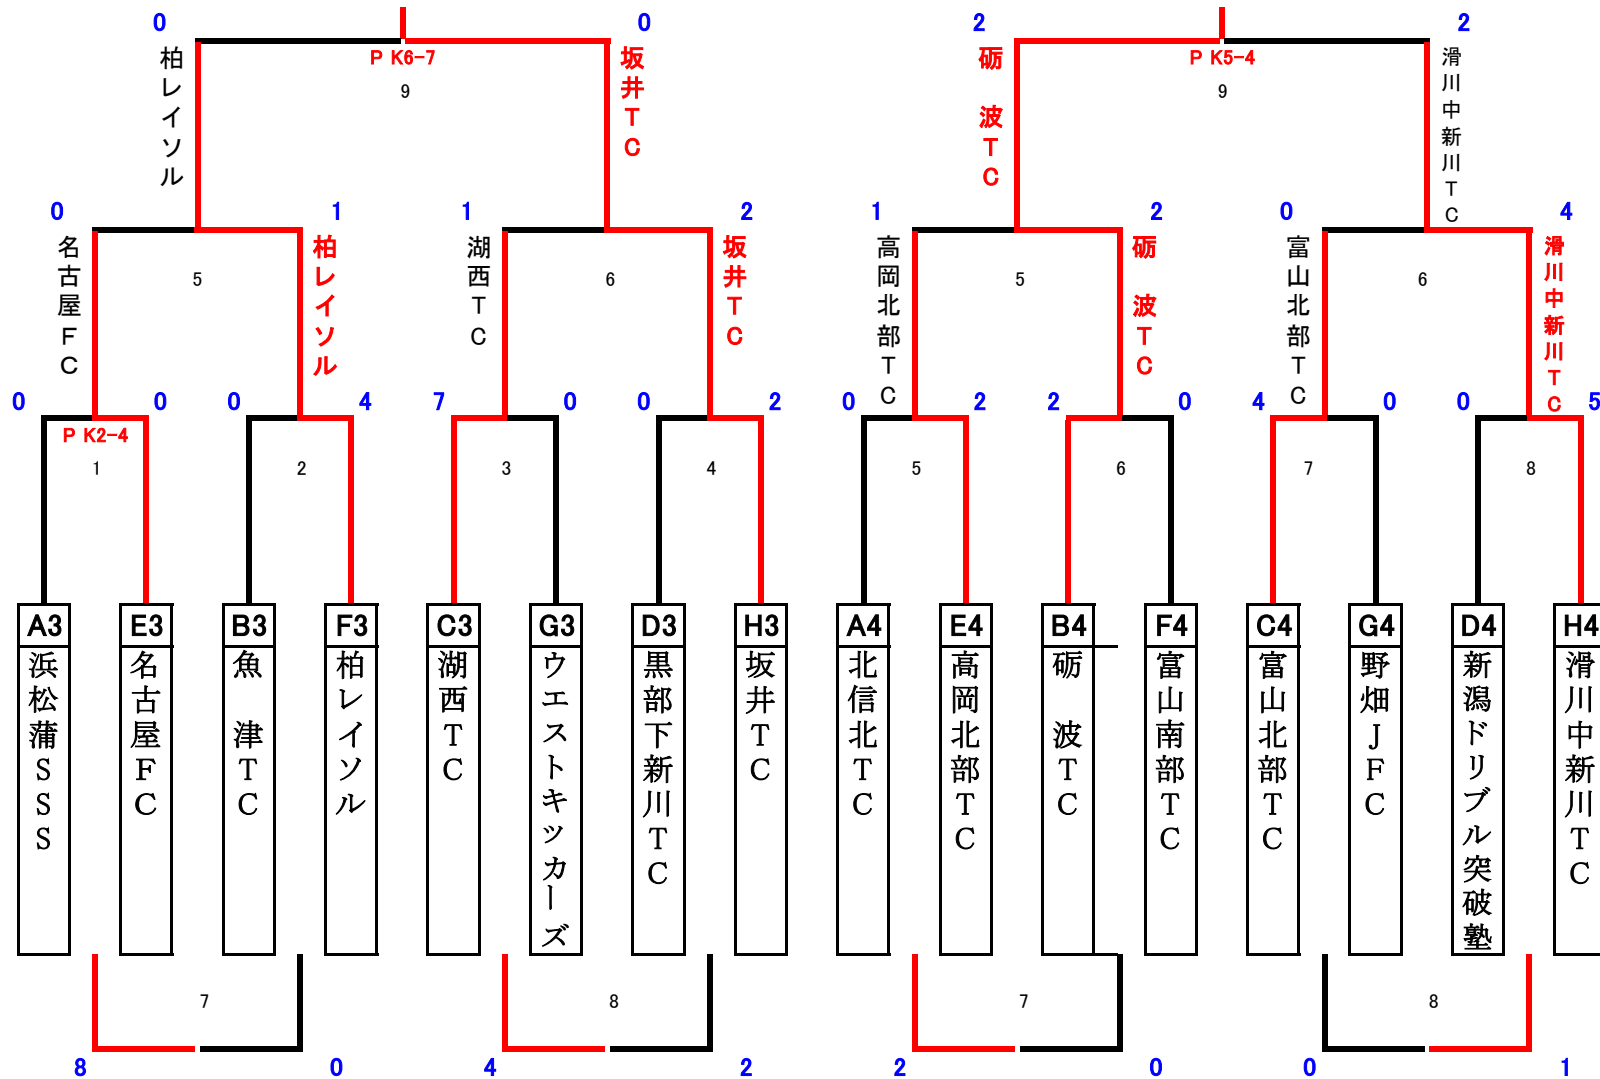 0 0 2 2
柏レイソル
P K6-7
9
坂井TC
砺 波TC
P K5-4
9
滑川中新川TC
0 1 1 2 1 2 0 4
名古屋FC
5
柏レイソル
湖西TC
6
坂井TC
高岡北部TC
5
砺 波TC
富山北部TC
6
滑川中新川TC
0 0 0 4 7 0 0 2 0 2 2 0 4 0 0 5
P K2-4
1 2 3 4 5 6 7 8
A3
浜松蒲SSS
E3
名古屋FC
B3
魚 津TC
F3
柏レイソル
C3
湖西TC
G3
ウエストキッカーズ
D3
黒部下新川TC
H3
坂井TC
A4
北信北TC
E4
高岡北部TC
B4
砺 波TC
F4
富山南部TC
C4
富山北部TC
G4
野畑JFC
D4
新潟ドリブル突破塾
H4
滑川中新川TC
7 8 7 8
8 0 4 2 2 0 0 1